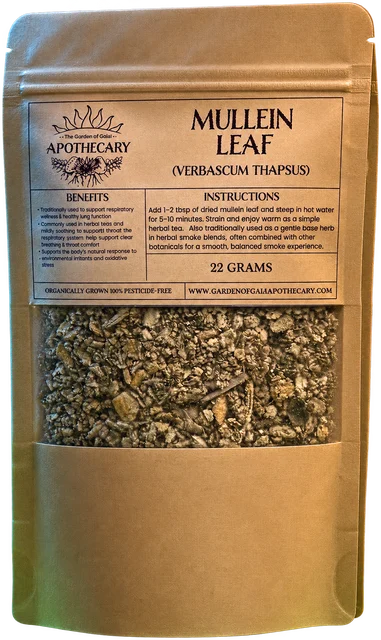 The Garden of Gaia
APOTHECARY
MULLEIN
LEAF
(VERBASCUM THAPSUS)
BENEFITS
• Traditionally used to support respiratory
wellness & healthy lung function
• Commonly used in herbal teas and
mildly soothing to support throat the
respiratory system help support clear
breathing & throat comfort
• Supports the body's natural response to
environmental irritants and oxidative
stress
INSTRUCTIONS
Add 1-2 tbsp of dried mullein leaf and steep in hot water
for 5-10 minutes. Strain and enjoy warm as a simple
herbal tea. Also traditionally used as a gentle base herb
in herbal smoke blends, often combined with other
botanicals for a smooth, balanced smoke experience.
22 GRAMS
ORGANICALLY GROWN 100% PESTICIDE-FREE
WWW.GARDENOFGAIAAPOTHECARY.COM